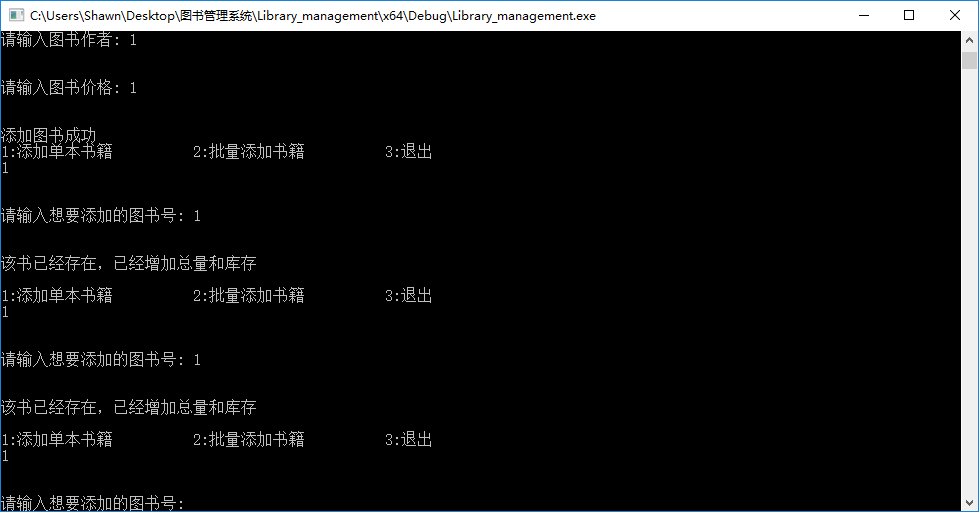 C:\Users\Shawn\Desktop\图书管理系统\Library_management\x64\Debug\Library_management.exe
请输入图书作者: 1
请输入图书价格: 1
添加图书成功
1:添加单本书籍 2:批量添加书籍 3:退出
1
请输入想要添加的图书号: 1
该书已经存在，已经增加总量和库存
1:添加单本书籍 2:批量添加书籍 3:退出
1
请输入想要添加的图书号: 1
该书已经存在，已经增加总量和库存
1:添加单本书籍 2:批量添加书籍 3:退出
1
请输入想要添加的图书号: